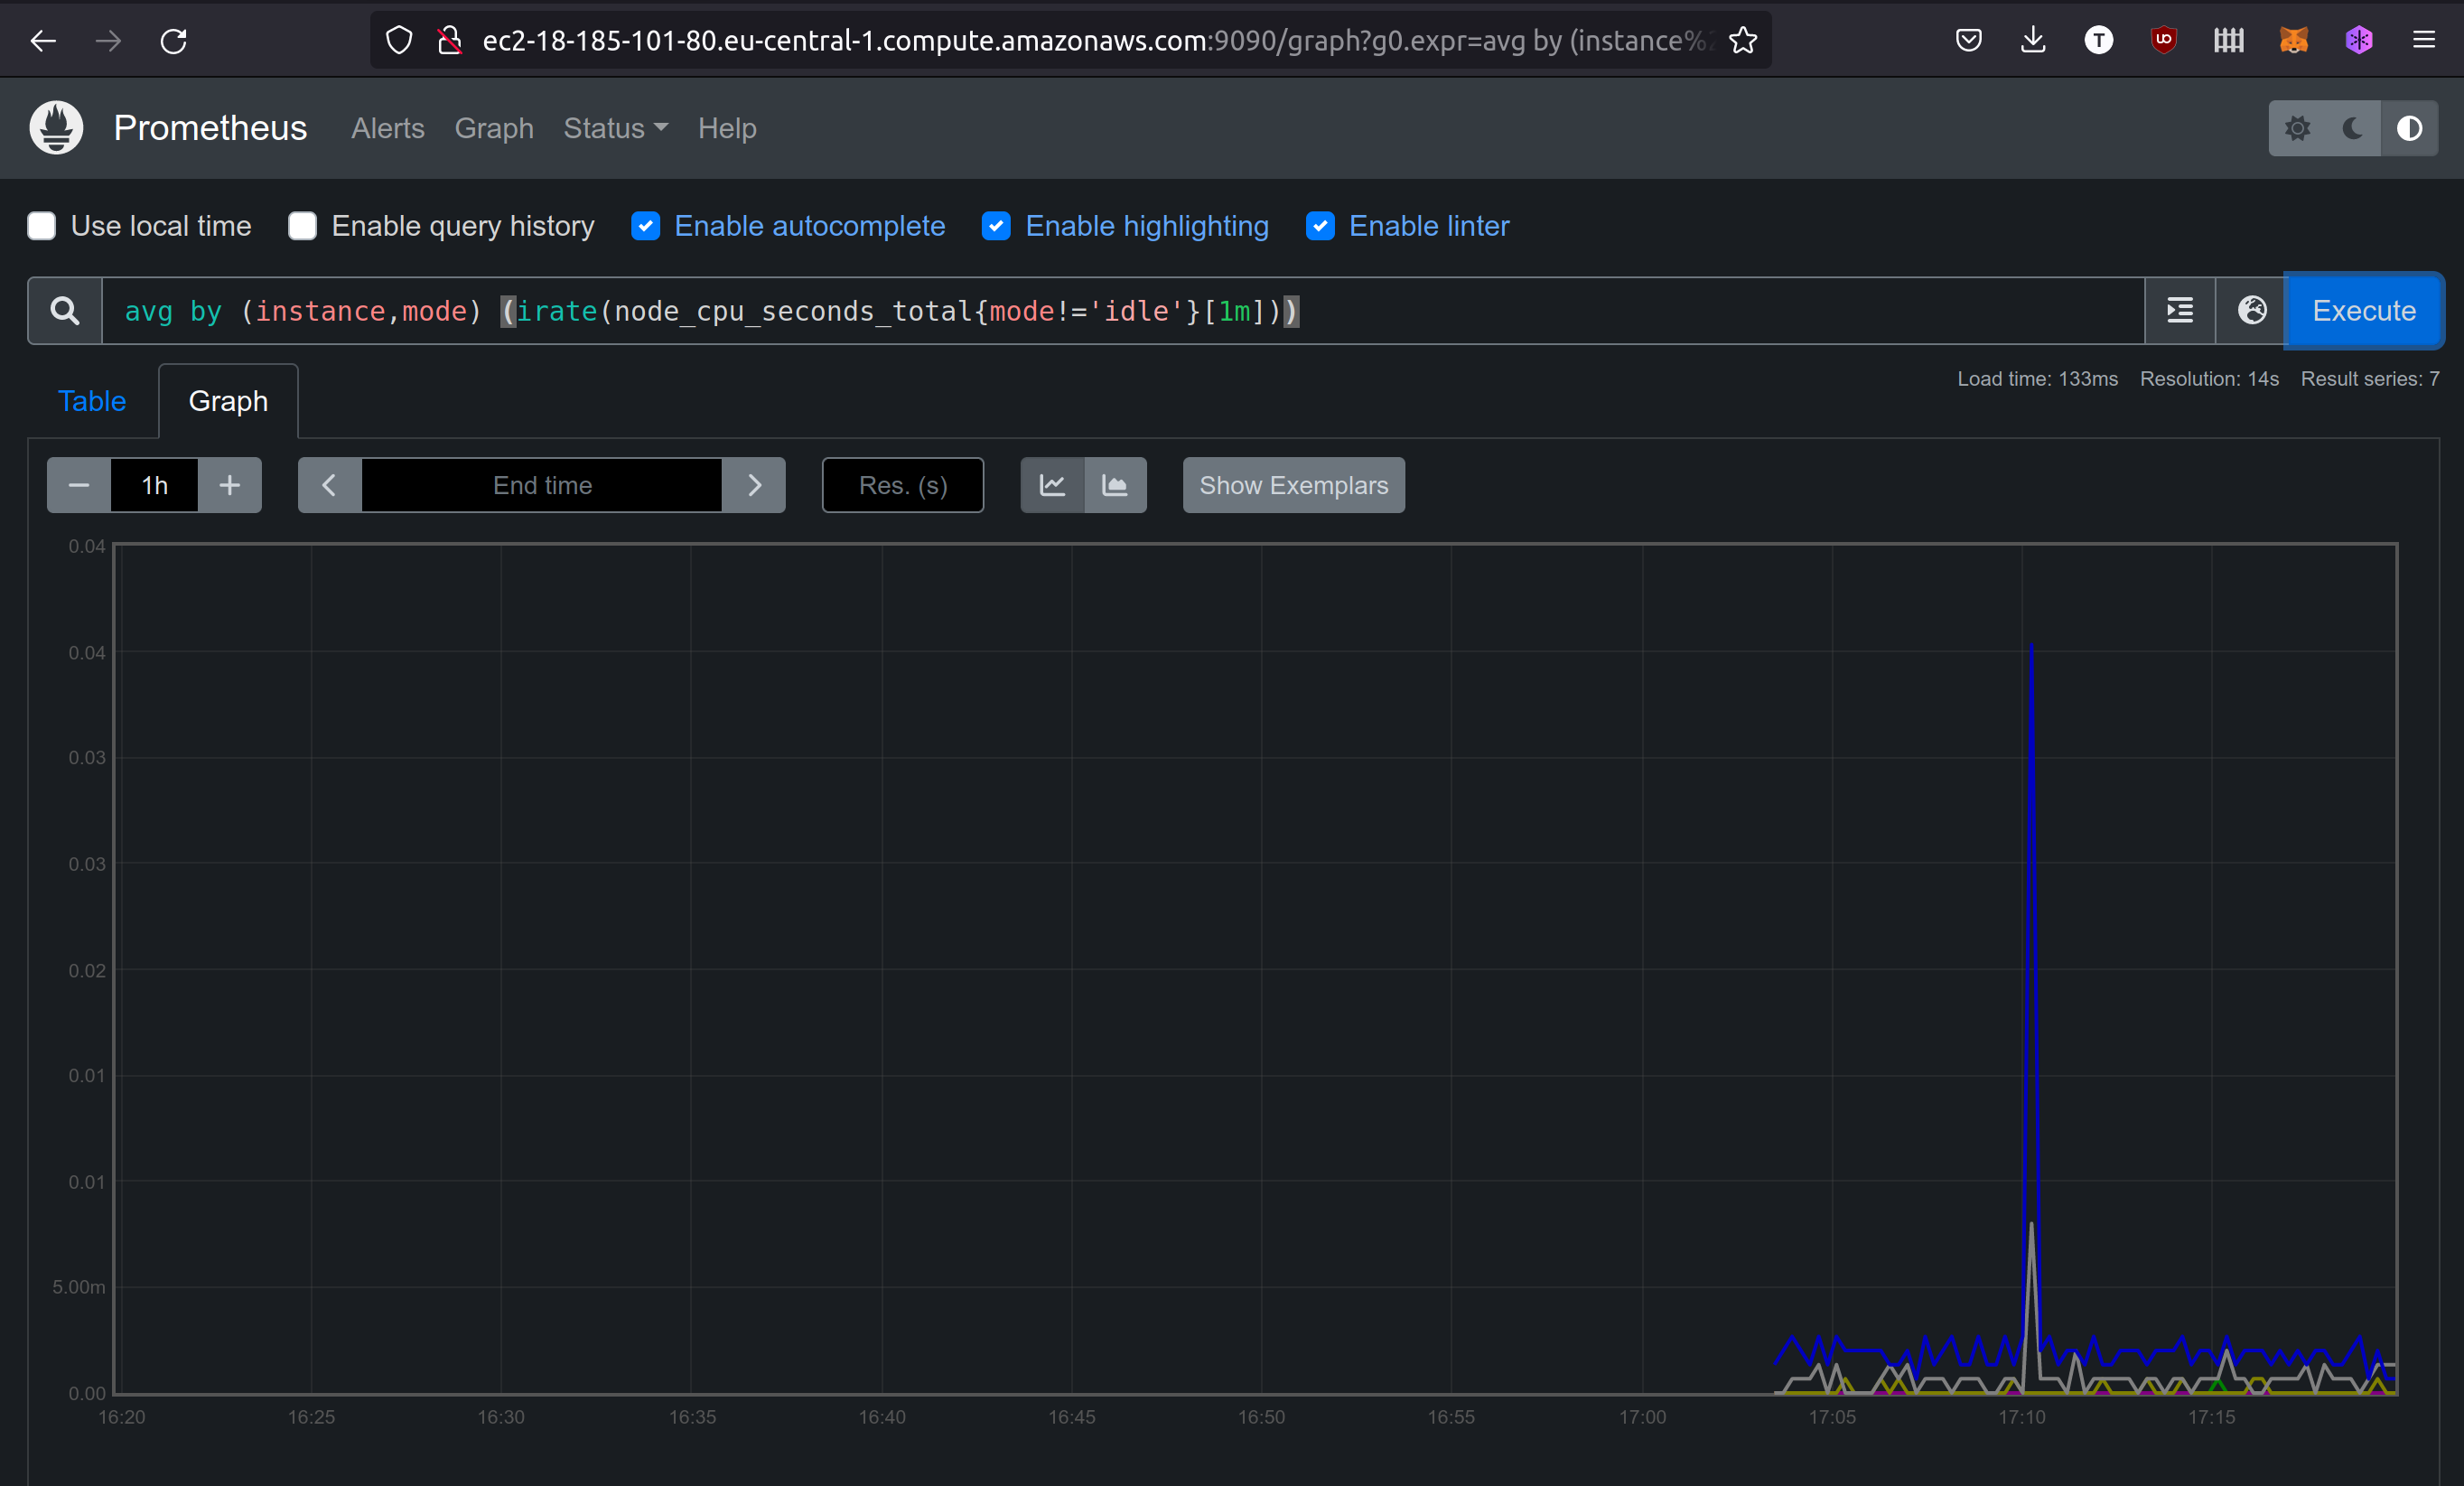 ec2-18-185-101-80.eu-central-1.compute.amazonaws.com:9090/graph?g0.expr=avg by (instance%2
Prometheus Alerts Graph Status Help
Use local time Enable query history Enable autocomplete Enable highlighting Enable linter
avg by (instance,mode) (irate(node_cpu_seconds_total{mode!='idle'}[1m])) Execute
Load time: 133ms Resolution: 14s Result series: 7
Table Graph
1h End time Res. (s) Show Exemplars
0.04
0.04
0.03
0.03
0.02
0.01
0.01
5.00m
0.00
16:20 16:25 16:30 16:35 16:40 16:45 16:50 16:55 17:00 17:05 17:10 17:15